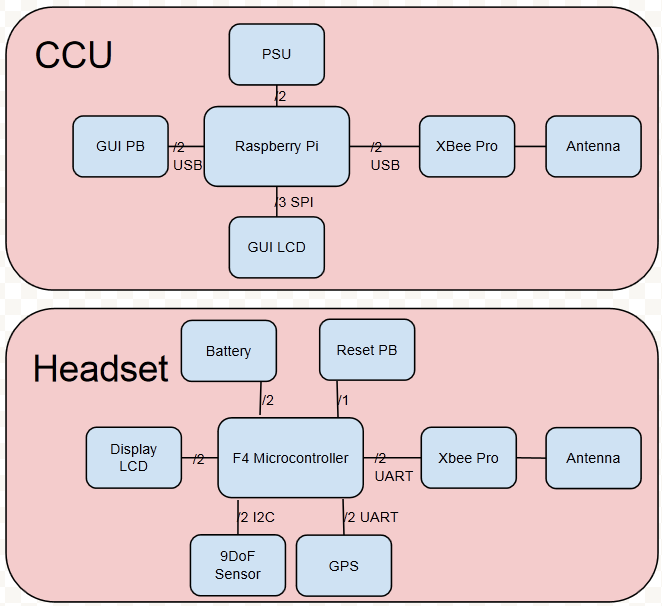 CCU
PSU
/2
GUI PB
/2
USB
Raspberry Pi
/2
USB
XBee Pro
Antenna
/3 SPI
GUI LCD
Headset
Battery
Reset PB
/2
/1
Display
LCD
/2
F4 Microcontroller
/2
UART
Xbee Pro
Antenna
/2 I2C
/2 UART
9DoF
Sensor
GPS